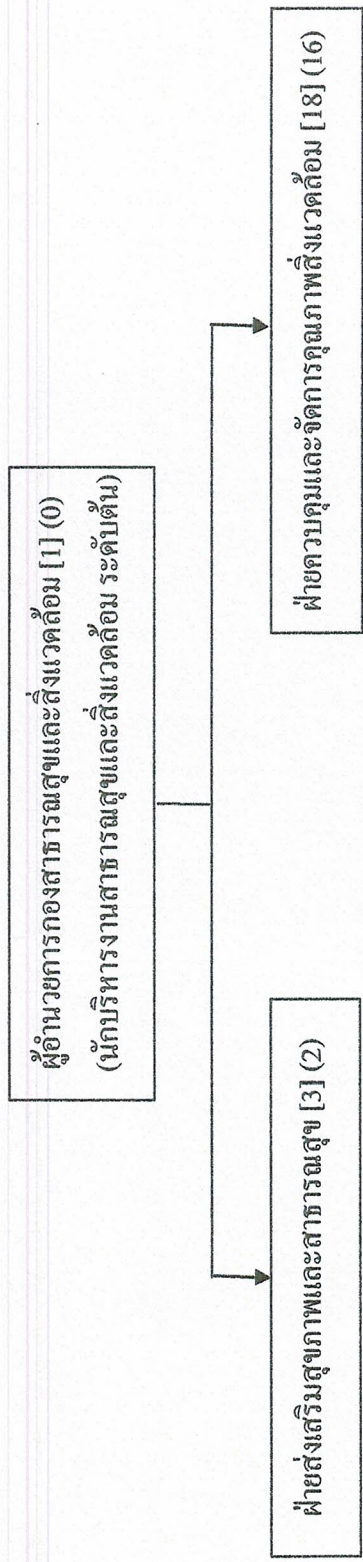 ผู้อำนวยการกองสาธารณสุขและสิ่งแวดล้อม [1] (0)
(นักบริหารงานสาธารณสุขและสิ่งแวดล้อม ระดับต้น)
ฝ่ายส่งเสริมสุขภาพและสาธารณสุข [3] (2)
ฝ่ายควบคุมและจัดการคุณภาพสิ่งแวดล้อม [18] (16)